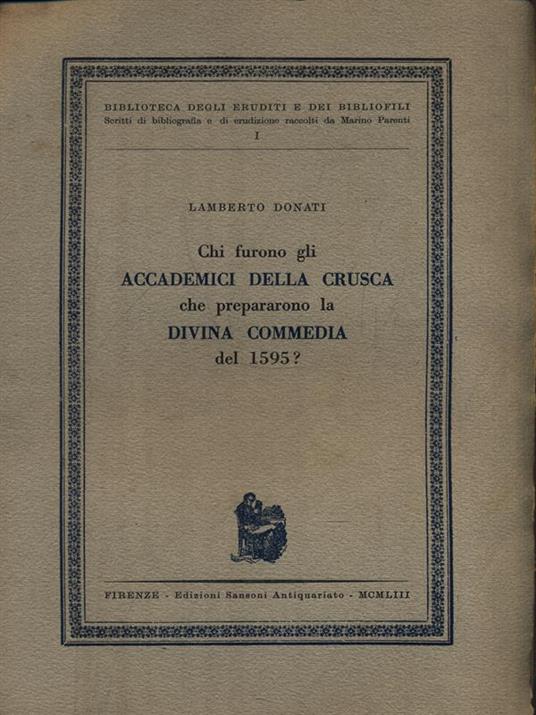 BIBLIOTECA DEGLI ERUDITI E DEI BIBLIOFILI
Scritti di bibliografia e di erudizione raccolti da Marino Parenti
I
LAMBERTO DONATI
Chi furono gli
ACCADEMICI DELLA CRUSCA
che prepararono la
DIVINA COMMEDIA
del 1595?
FIRENZE - Edizioni Sansoni Antiquariato - MCMLIII